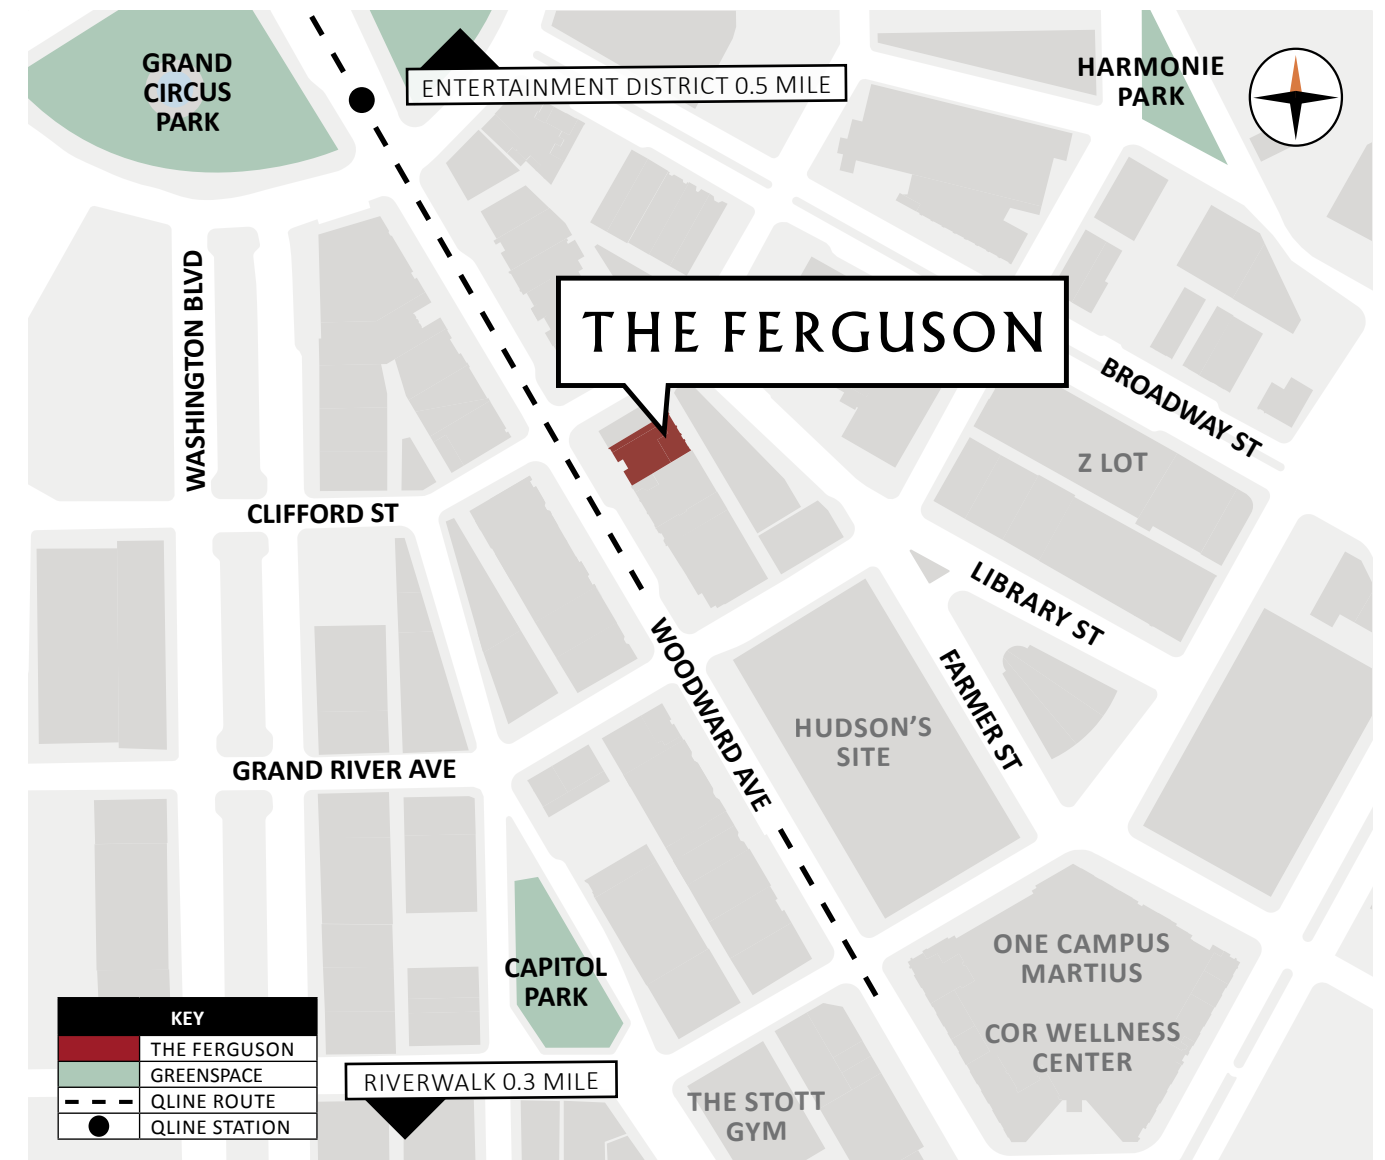 GRAND
CIRCUS
PARK
ENTERTAINMENT DISTRICT 0.5 MILE
HARMONIE
PARK
WASHINGTON BLVD
THE FERGUSON
BROADWAY ST
Z LOT
CLIFFORD ST
LIBRARY ST
WOODWARD AVE
FARMER ST
HUDSON’S
SITE
GRAND RIVER AVE
CAPITOL
PARK
ONE CAMPUS
MARTIUS
COR WELLNESS
CENTER
KEY
THE FERGUSON
GREENSPACE
QLINE ROUTE
QLINE STATION
RIVERWALK 0.3 MILE
THE STOTT
GYM